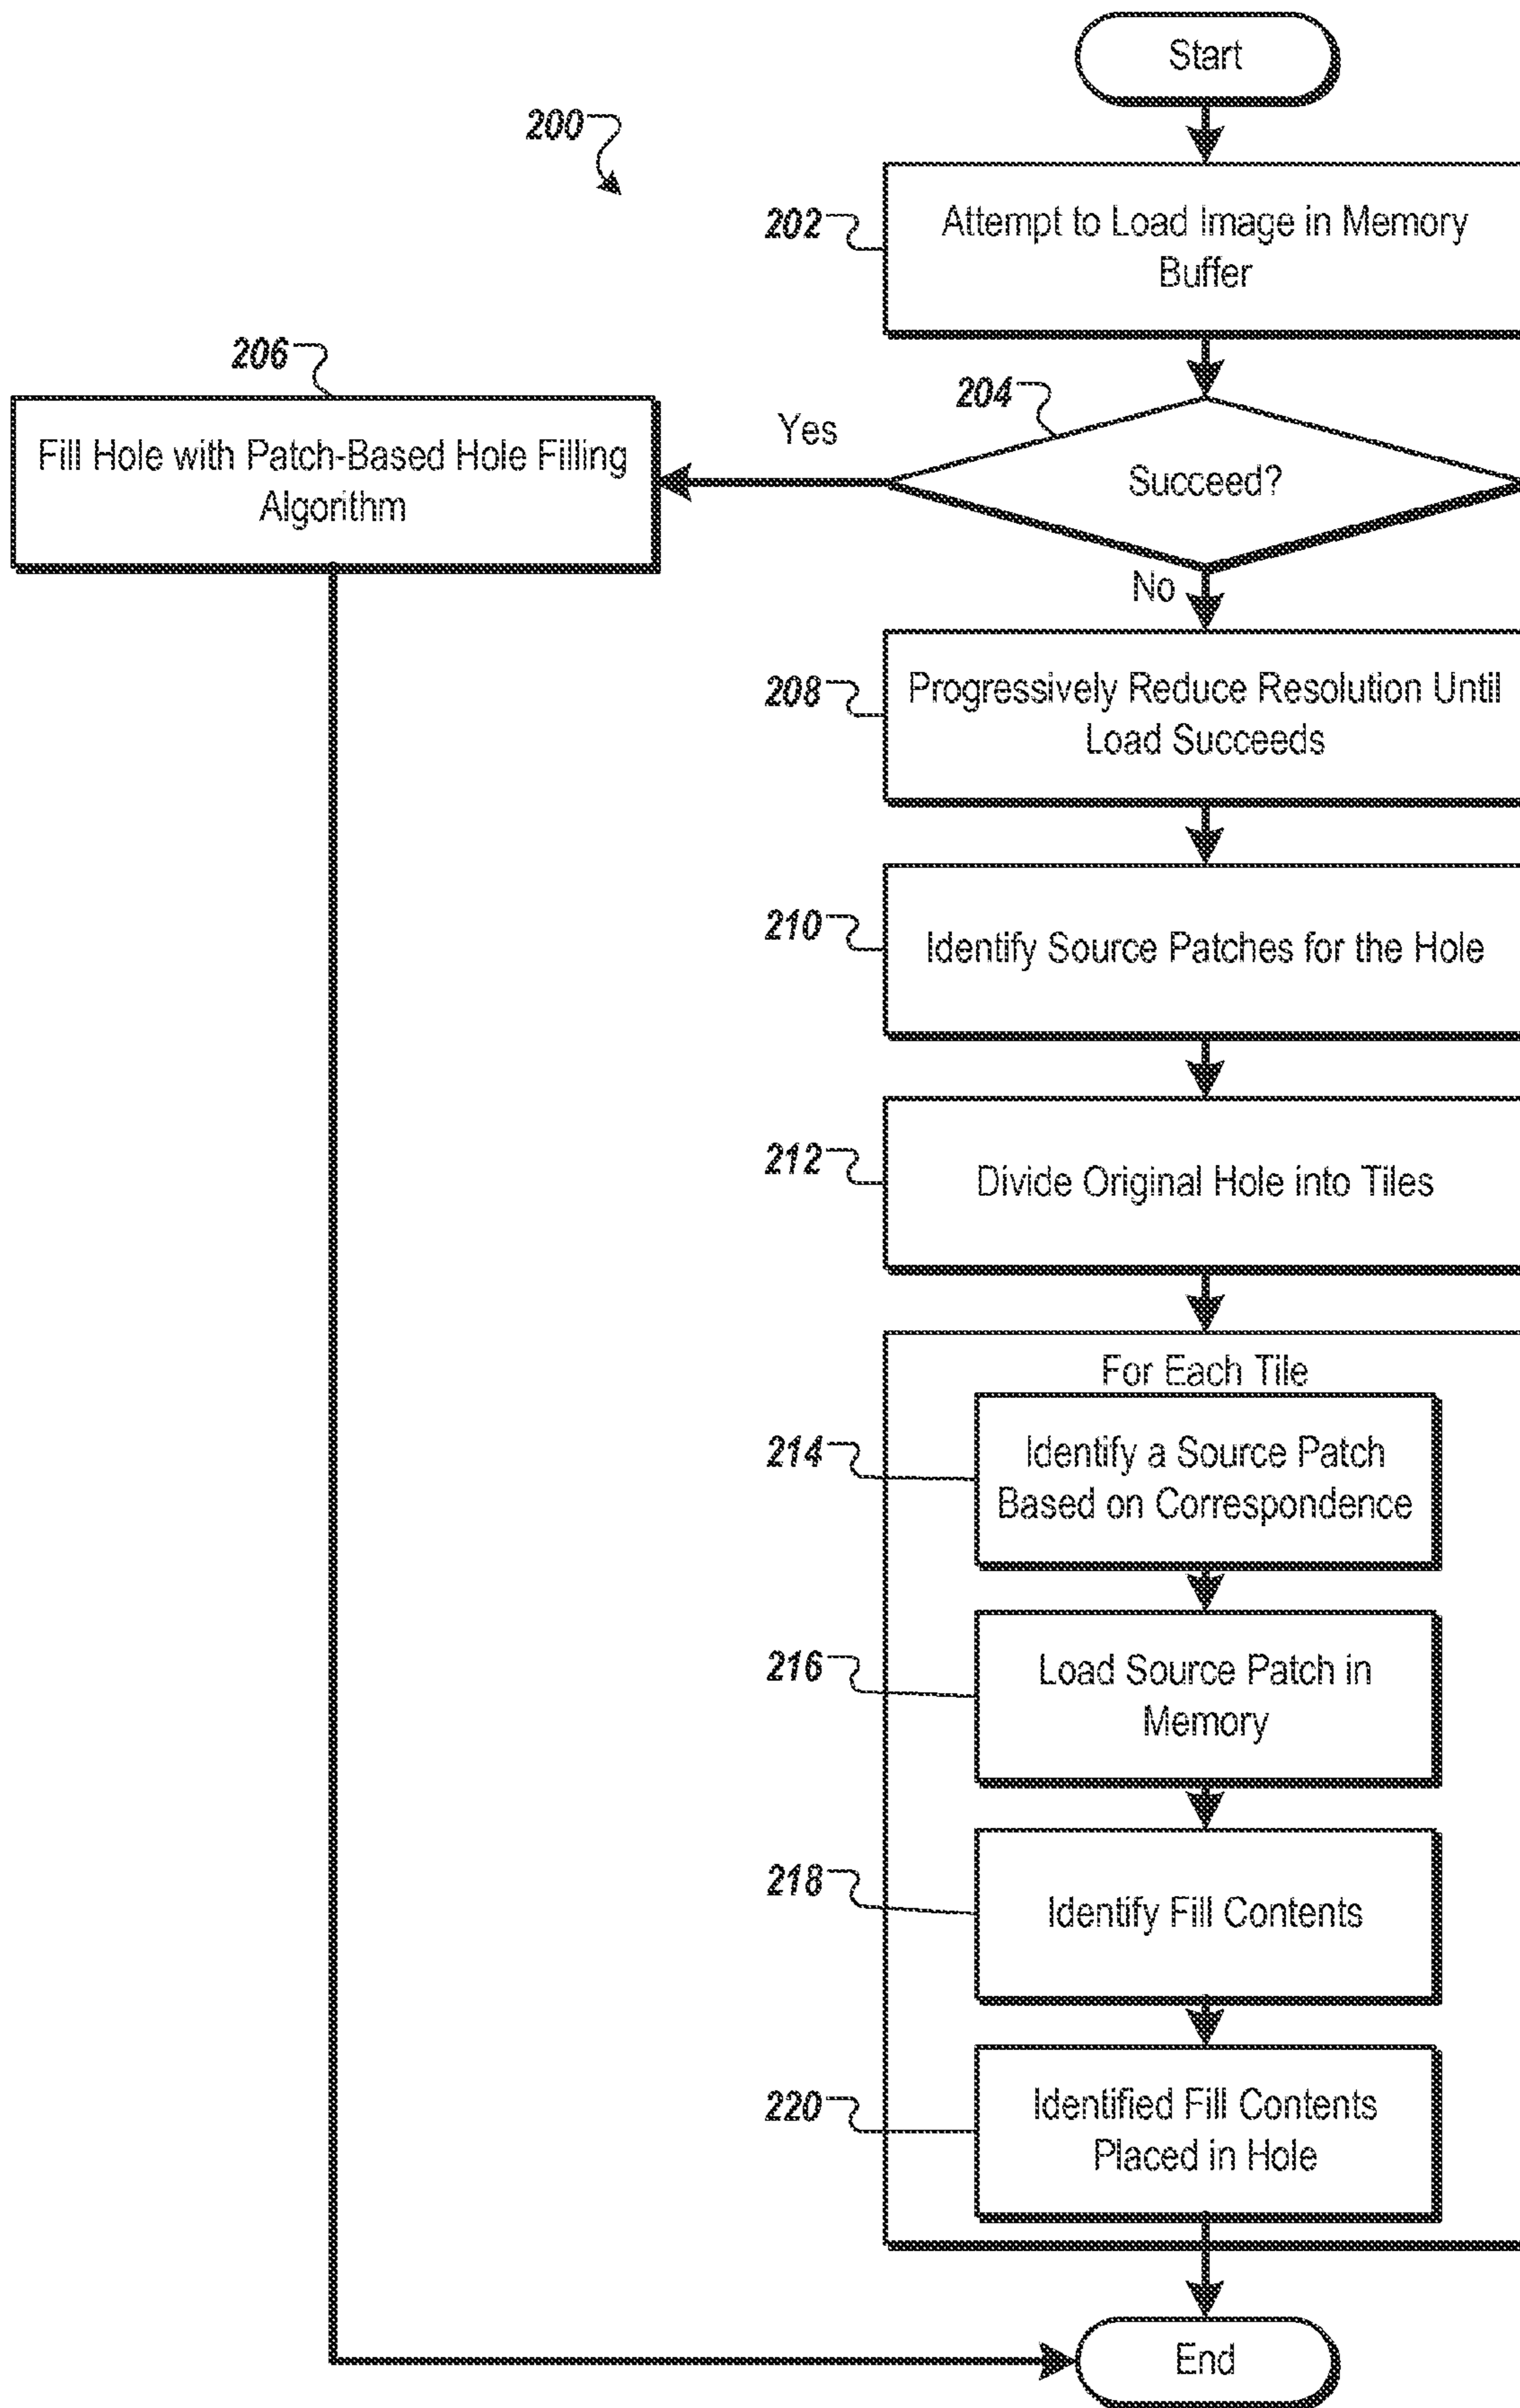 Start
200
202
Attempt to Load Image in Memory
Buffer
206
204
Yes
Fill Hole with Patch-Based Hole Filling
Algorithm
Succeed?
No
208
Progressively Reduce Resolution Until
Load Succeeds
210
Identify Source Patches for the Hole
212
Divide Original Hole into Tiles
For Each Tile
214
Identify a Source Patch
Based on Correspondence
216
Load Source Patch in
Memory
218
Identify Fill Contents
220
Identified Fill Contents
Placed in Hole
End